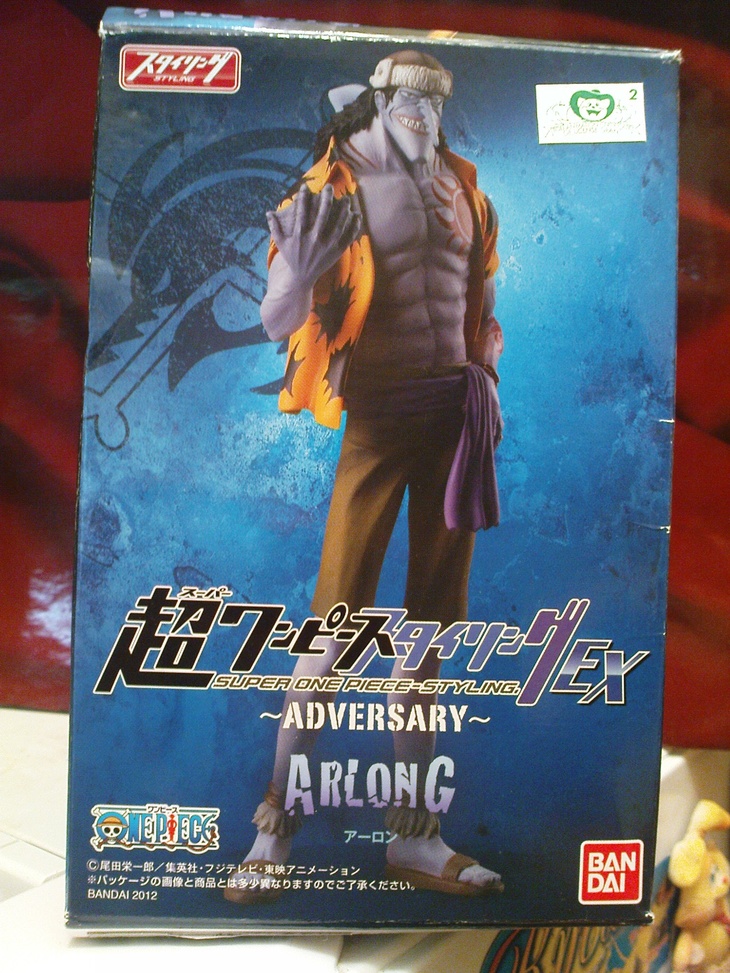 スタイリング
STYLING
2
スーパー
超ワンピーススタイリングEX
SUPER ONE PIECE-STYLING
~ADVERSARY~
ARLONG
アーロン
ワンピース
ONE PIECE
©尾田栄一郎/集英社・フジテレビ・東映アニメーション
※パッケージの画像と商品とは多少異なりますのでご了承ください。
BANDAI 2012
BAN
DAI